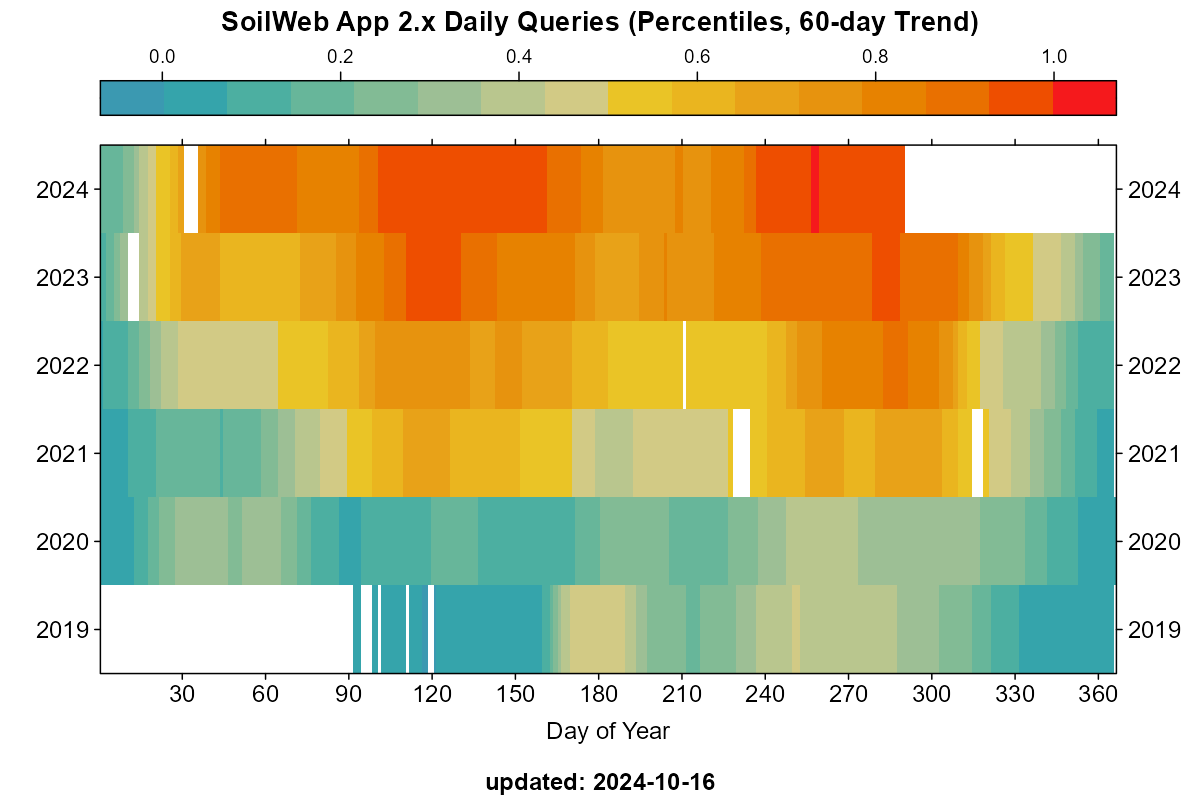 SoilWeb App 2.x Daily Queries (Percentiles, 60-day Trend)
0.0 0.2 0.4 0.6 0.8 1.0
2024 2024
2023 2023
2022 2022
2021 2021
2020 2020
2019 2019
30 60 90 120 150 180 210 240 270 300 330 360
Day of Year
updated: 2024-10-16